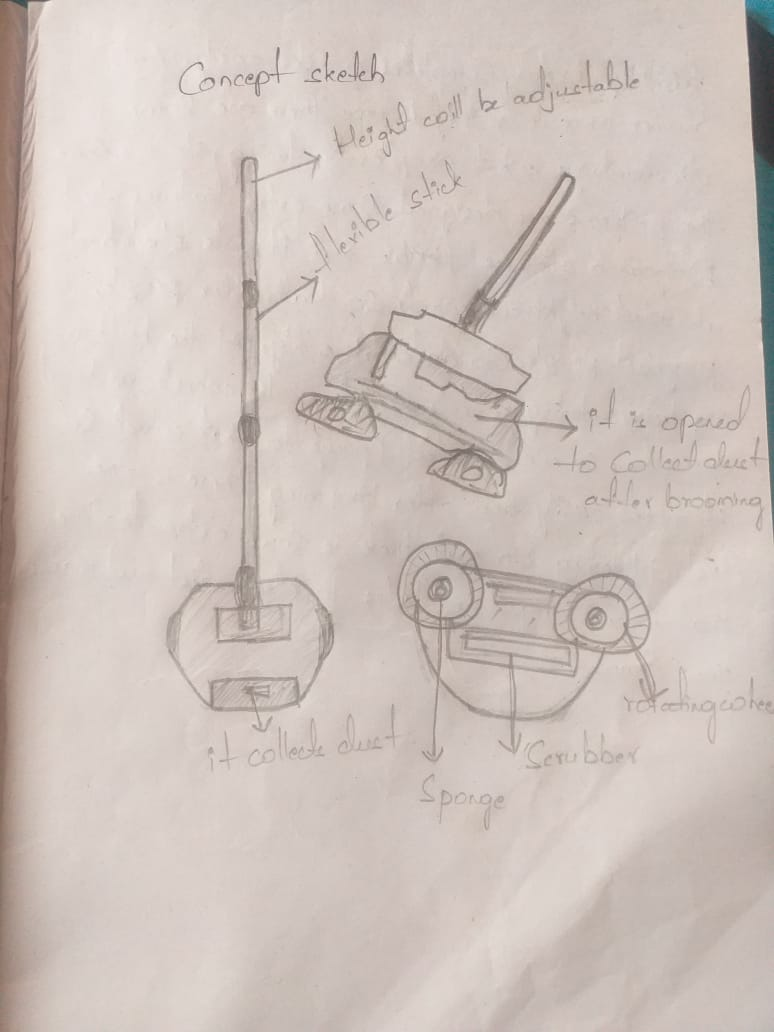 Concept sketch
Height will be adjustable
flexible stick
it is opened
to collect dust
after brooming
it collects dust
Sponge
Scrubber
rotating whee